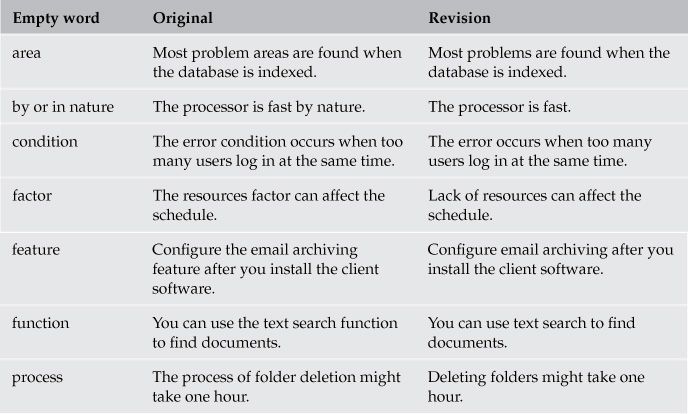 Empty word Original Revision
area Most problem areas are found when Most problems are found when the
the database is indexed. database is indexed.
by or in nature The processor is fast by nature. The processor is fast.
condition The error condition occurs when too The error occurs when too many
many users log in at the same time. users log in at the same time.
factor The resources factor can affect the Lack of resources can affect the
schedule. schedule.
feature Configure the email archiving Configure email archiving after you
feature after you install the client install the client software.
software.
function You can use the text search function You can use text search to find
to find documents. documents.
process The process of folder deletion might Deleting folders might take one
take one hour. hour.